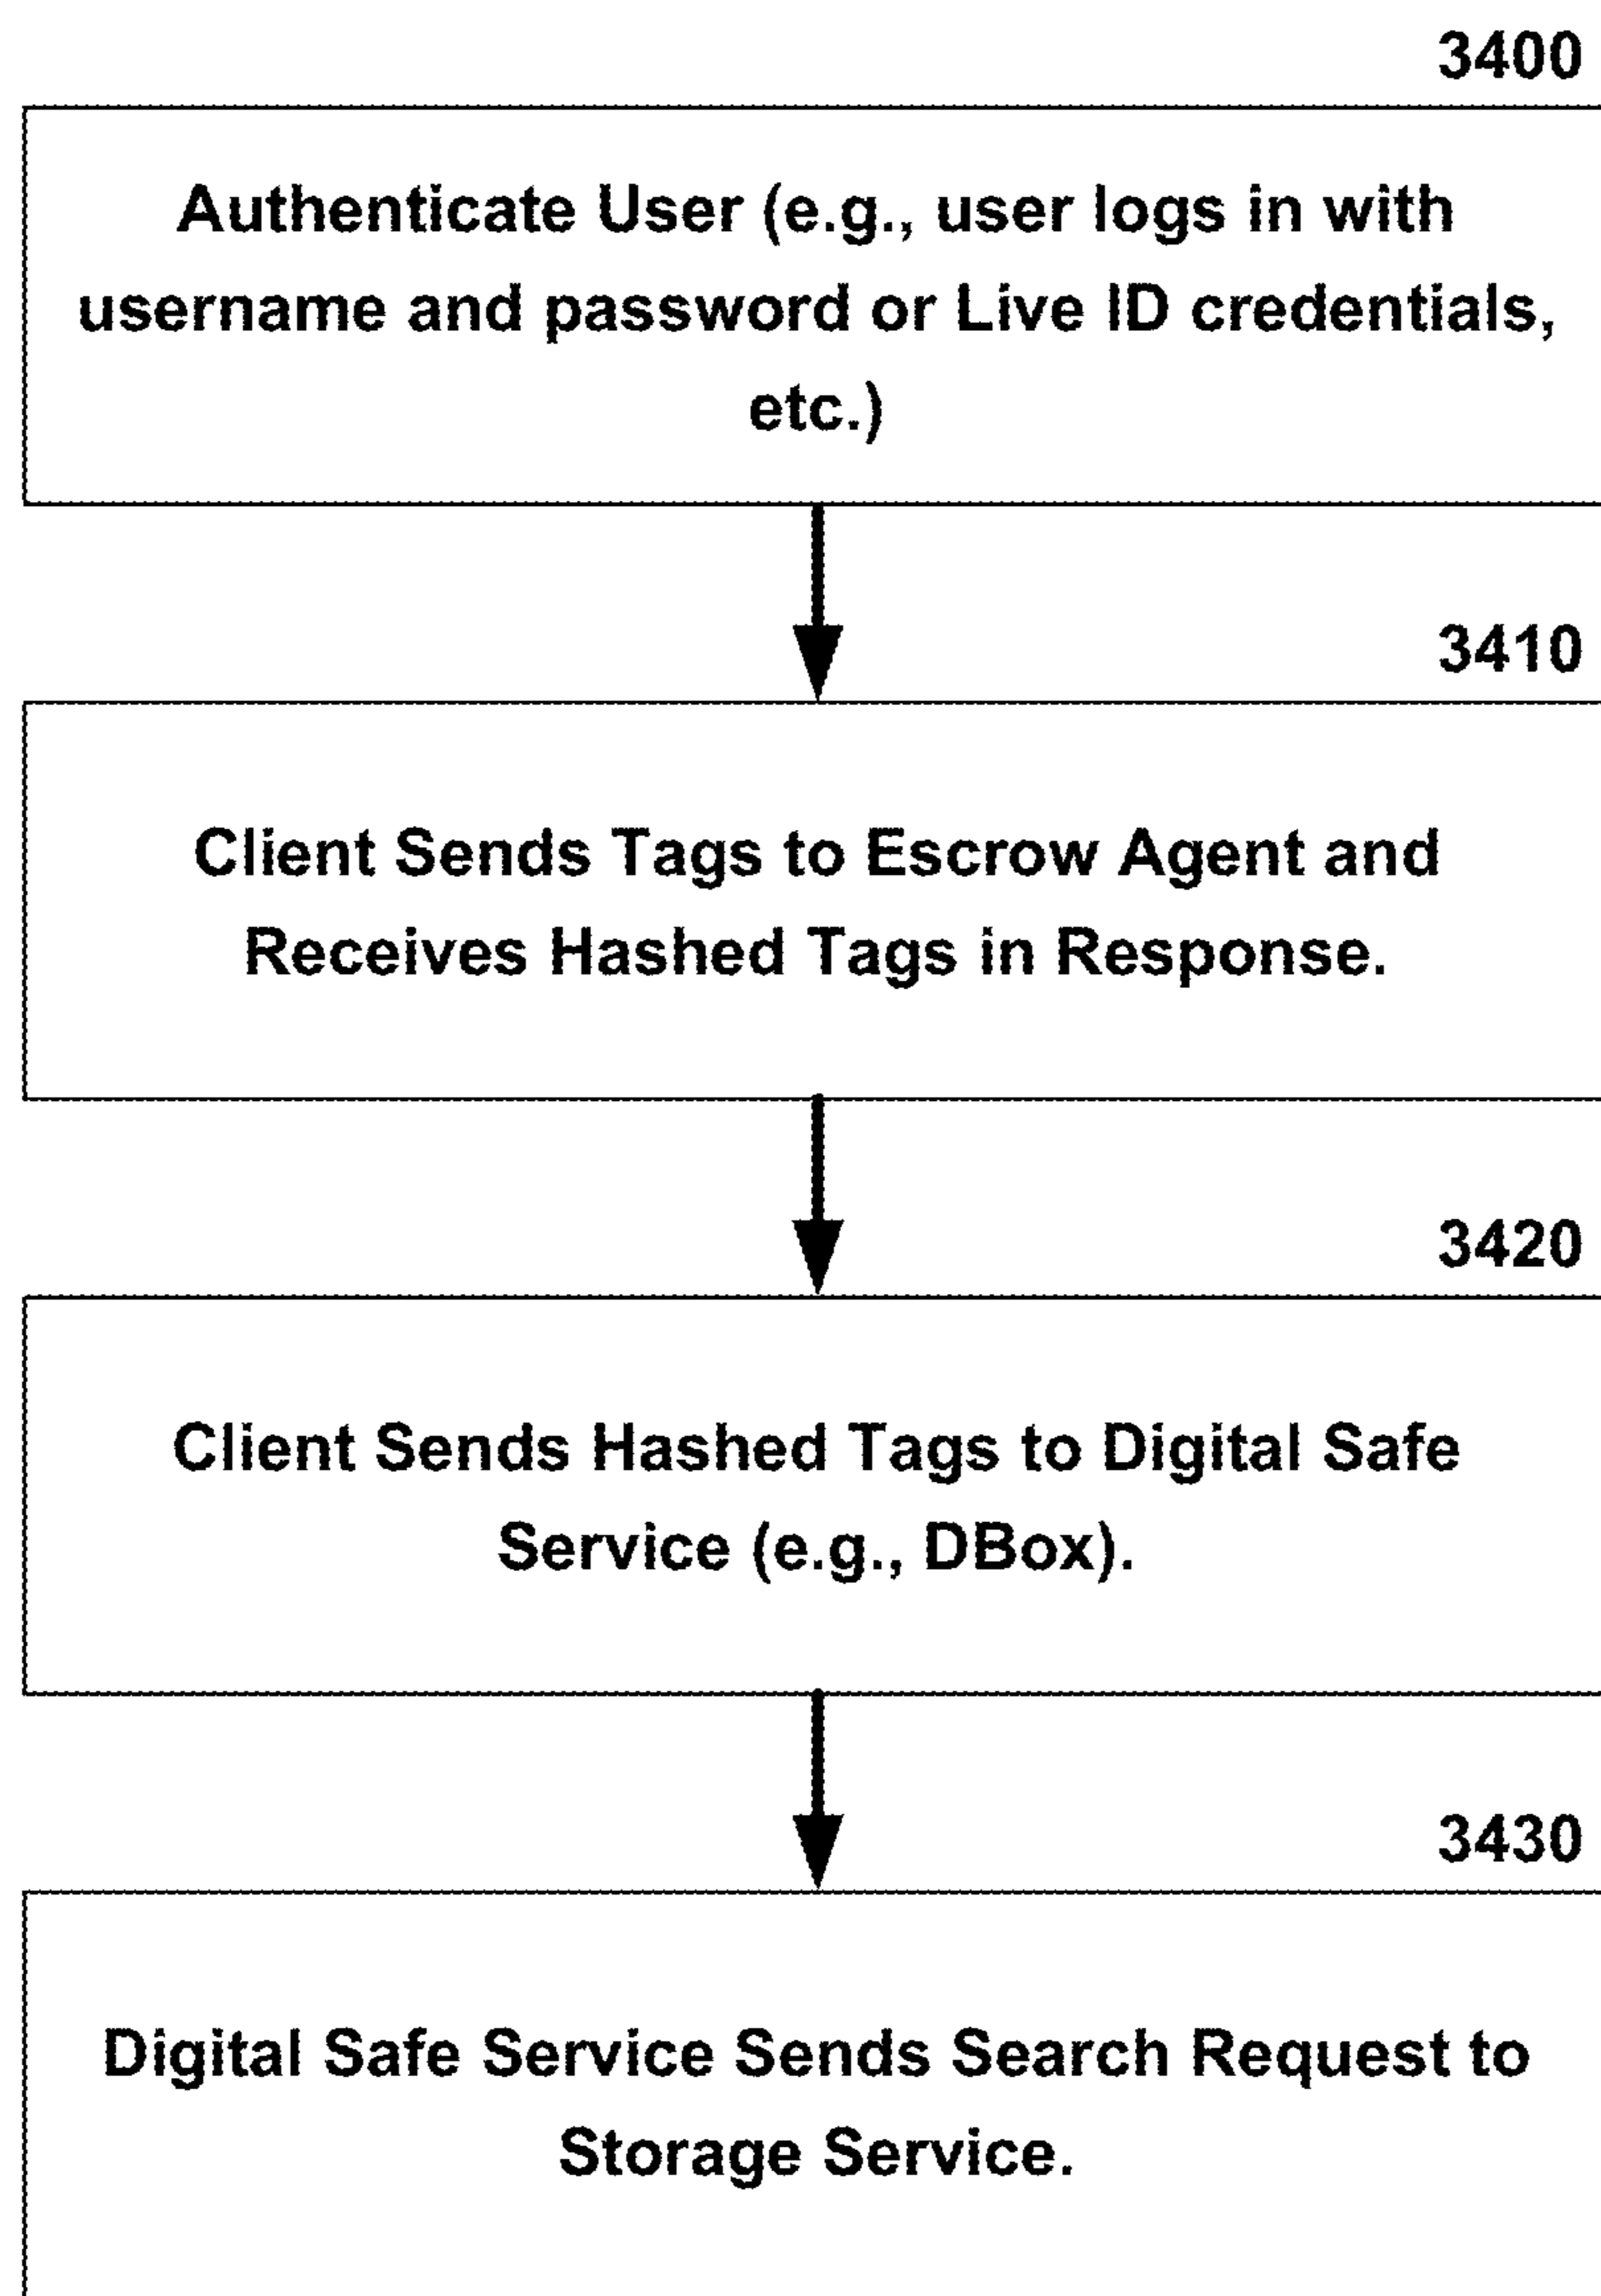 3400
Authenticate User (e.g., user logs in with
username and password or Live ID credentials,
etc.)
3410
Client Sends Tags to Escrow Agent and
Receives Hashed Tags in Response.
3420
Client Sends Hashed Tags to Digital Safe
Service (e.g., DBox).
3430
Digital Safe Service Sends Search Request to
Storage Service.